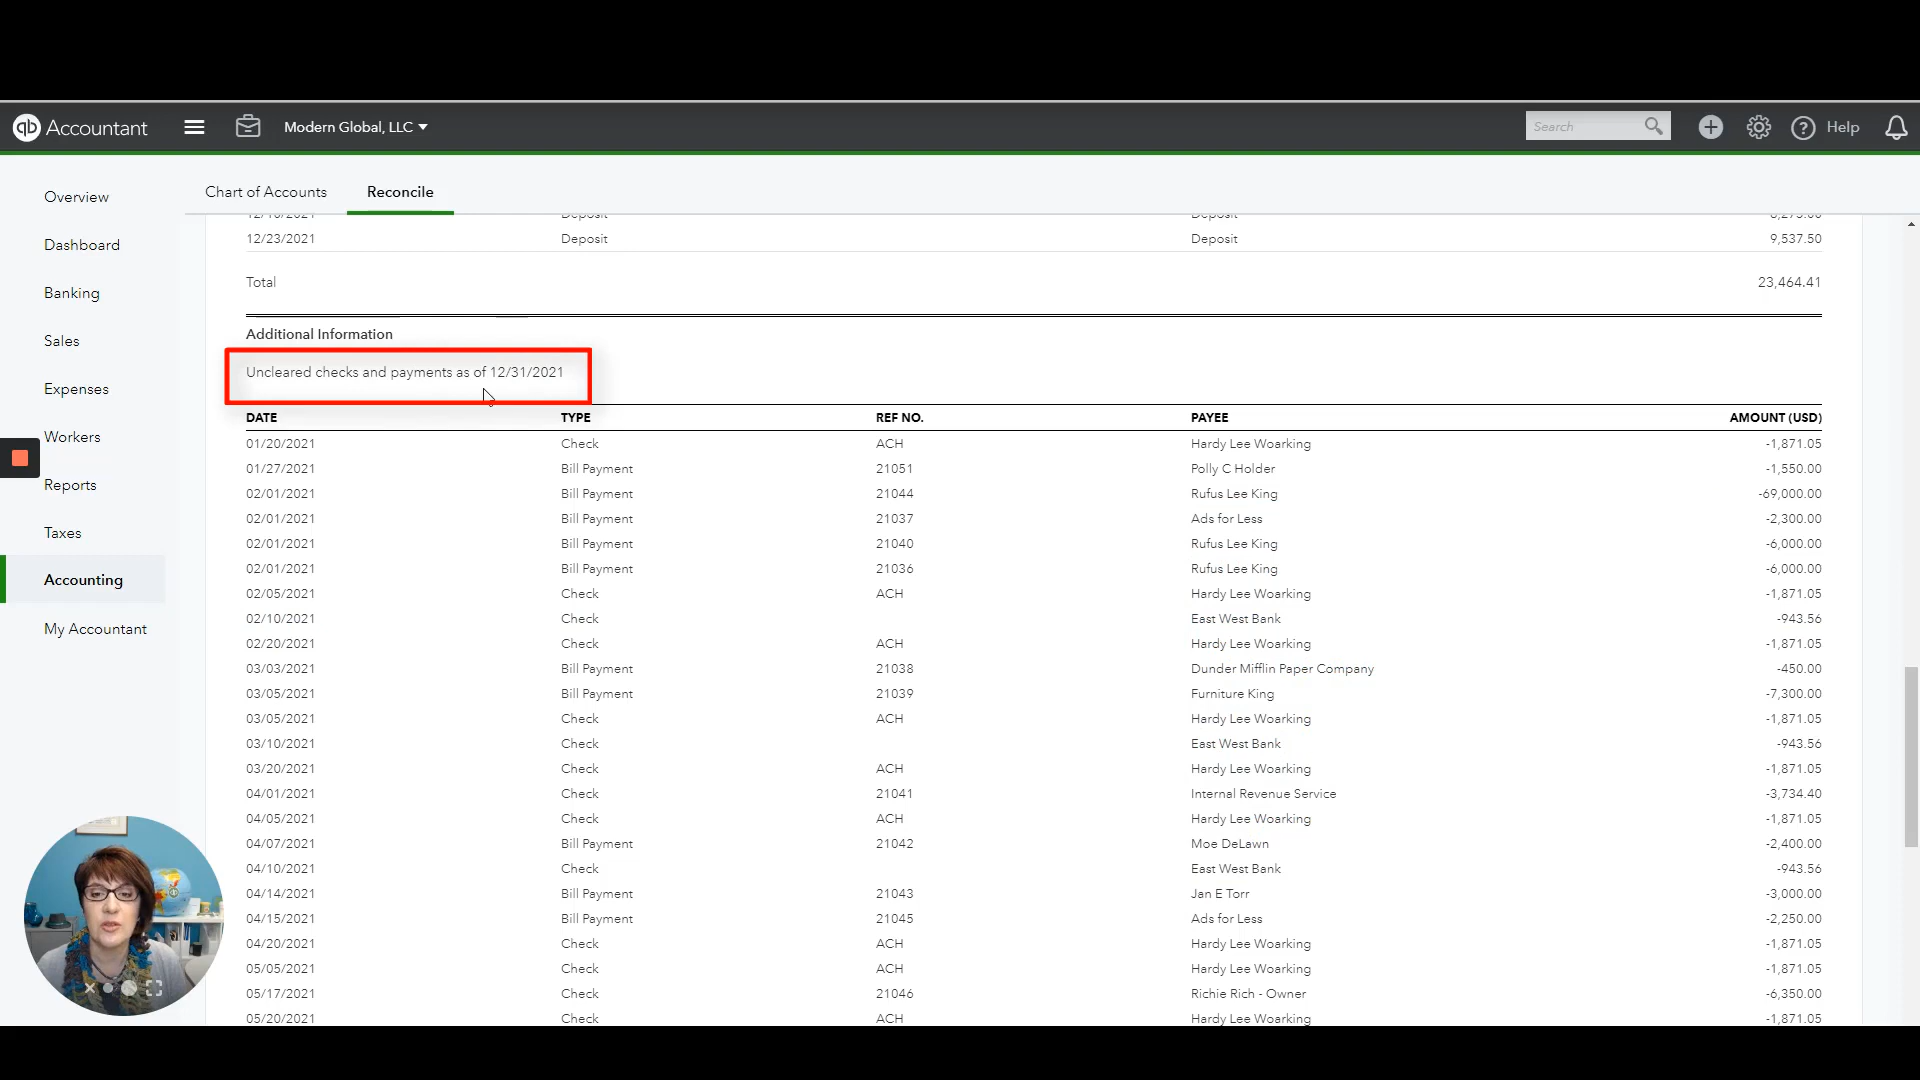 qb Accountant
Modern Global, LLC
Search
Help
Overview
Dashboard
Banking
Sales
Expenses
Workers
Reports
Taxes
Accounting
My Accountant
Chart of Accounts
Reconcile
12/23/2021 Deposit Deposit 9,537.50
Total 23,464.41
Additional Information
Uncleared checks and payments as of 12/31/2021
DATE TYPE REF NO. PAYEE AMOUNT (USD)
01/20/2021 Check ACH Hardy Lee Woarking -1,871.05
01/27/2021 Bill Payment 21051 Polly C Holder -1,550.00
02/01/2021 Bill Payment 21044 Rufus Lee King -69,000.00
02/01/2021 Bill Payment 21037 Ads for Less -2,300.00
02/01/2021 Bill Payment 21040 Rufus Lee King -6,000.00
02/01/2021 Bill Payment 21036 Rufus Lee King -6,000.00
02/05/2021 Check ACH Hardy Lee Woarking -1,871.05
02/10/2021 Check East West Bank -943.56
02/20/2021 Check ACH Hardy Lee Woarking -1,871.05
03/03/2021 Bill Payment 21038 Dunder Mifflin Paper Company -450.00
03/05/2021 Bill Payment 21039 Furniture King -7,300.00
03/05/2021 Check ACH Hardy Lee Woarking -1,871.05
03/10/2021 Check East West Bank -943.56
03/20/2021 Check ACH Hardy Lee Woarking -1,871.05
04/01/2021 Check 21041 Internal Revenue Service -3,734.40
04/05/2021 Check ACH Hardy Lee Woarking -1,871.05
04/07/2021 Bill Payment 21042 Moe DeLawn -2,400.00
04/10/2021 Check East West Bank -943.56
04/14/2021 Bill Payment 21043 Jan E Torr -3,000.00
04/15/2021 Bill Payment 21045 Ads for Less -2,250.00
04/20/2021 Check ACH Hardy Lee Woarking -1,871.05
05/05/2021 Check ACH Hardy Lee Woarking -1,871.05
05/17/2021 Check 21046 Richie Rich - Owner -6,350.00
05/20/2021 Check ACH Hardy Lee Woarking -1,871.05